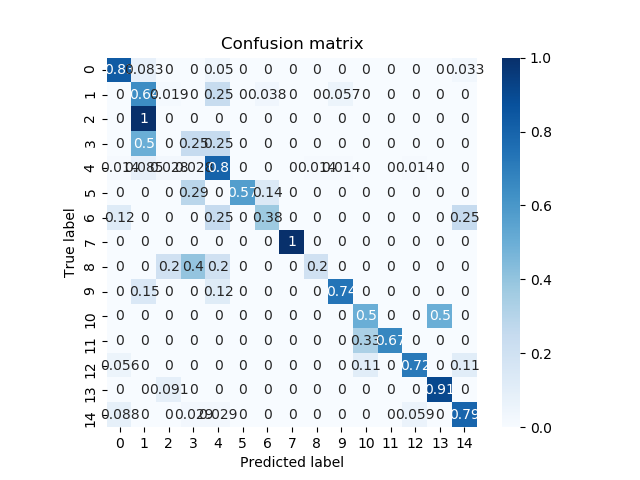 Confusion matrix
0 0.083 0 0 0.05 0 0 0 0 0 0 0 0 0 0.033
1 0 0.019 0 0.25 0 0.038 0 0 0.057 0 0 0 0 0
2 0 1 0 0 0 0 0 0 0 0 0 0 0 0 0
3 0 0.5 0 0.25 0.25 0 0 0 0 0 0 0 0 0 0
4 0.014 0.085 0.028 0.8 0 0 0 0.014 0.014 0 0 0.014 0 0
5 0 0 0 0.29 0 0.57 0.14 0 0 0 0 0 0 0 0
6 0.12 0 0 0 0.25 0 0.38 0 0 0 0 0 0 0 0.25
7 0 0 0 0 0 0 0 1 0 0 0 0 0 0 0
8 0 0 0.2 0.4 0.2 0 0 0 0.2 0 0 0 0 0 0
9 0 0.15 0 0 0.12 0 0 0 0 0.74 0 0 0 0 0
10 0 0 0 0 0 0 0 0 0 0 0.5 0 0 0.5 0
11 0 0 0 0 0 0 0 0 0 0 0.33 0.67 0 0 0
12 0.056 0 0 0 0 0 0 0 0 0 0.11 0 0.72 0 0.11
13 0 0 0.091 0 0 0 0 0 0 0 0 0 0 0.91 0
14 0.088 0 0 0.029 0.029 0 0 0 0 0 0 0 0.059 0 0.79
0 1 2 3 4 5 6 7 8 9 10 11 12 13 14
True label
Predicted label
1.0
0.8
0.6
0.4
0.2
0.0